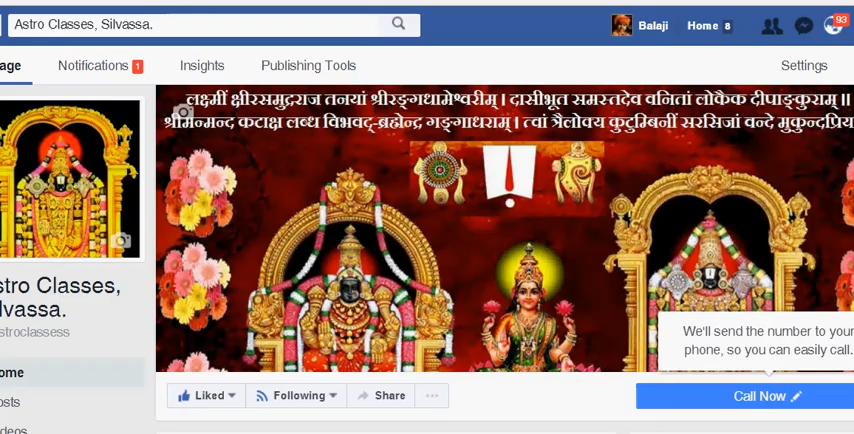 Astro Classes, Silvassa.
Balaji
Home 8
93
age
Notifications 1
Insights
Publishing Tools
Settings
लक्ष्मीं क्षीरसमुद्रराज तनयां श्रीरङ्गधामेश्वरीम् । दासीभूत समस्तदेव वनितां लोकैक दीपाङ्कुराम् ॥
श्रीमन्मन्द कटाक्ष लब्ध विभवद्-ब्रह्मेन्द्र गङ्गाधराम् । त्वां त्रैलोक्य कुटुम्बिनीं सरसिजां वन्दे मुकुन्दप्रिय
stro Classes,
lvassa.
stroclassess
ome
osts
deos
We'll send the number to your
phone, so you can easily call.
Liked
Following
Share
Call Now